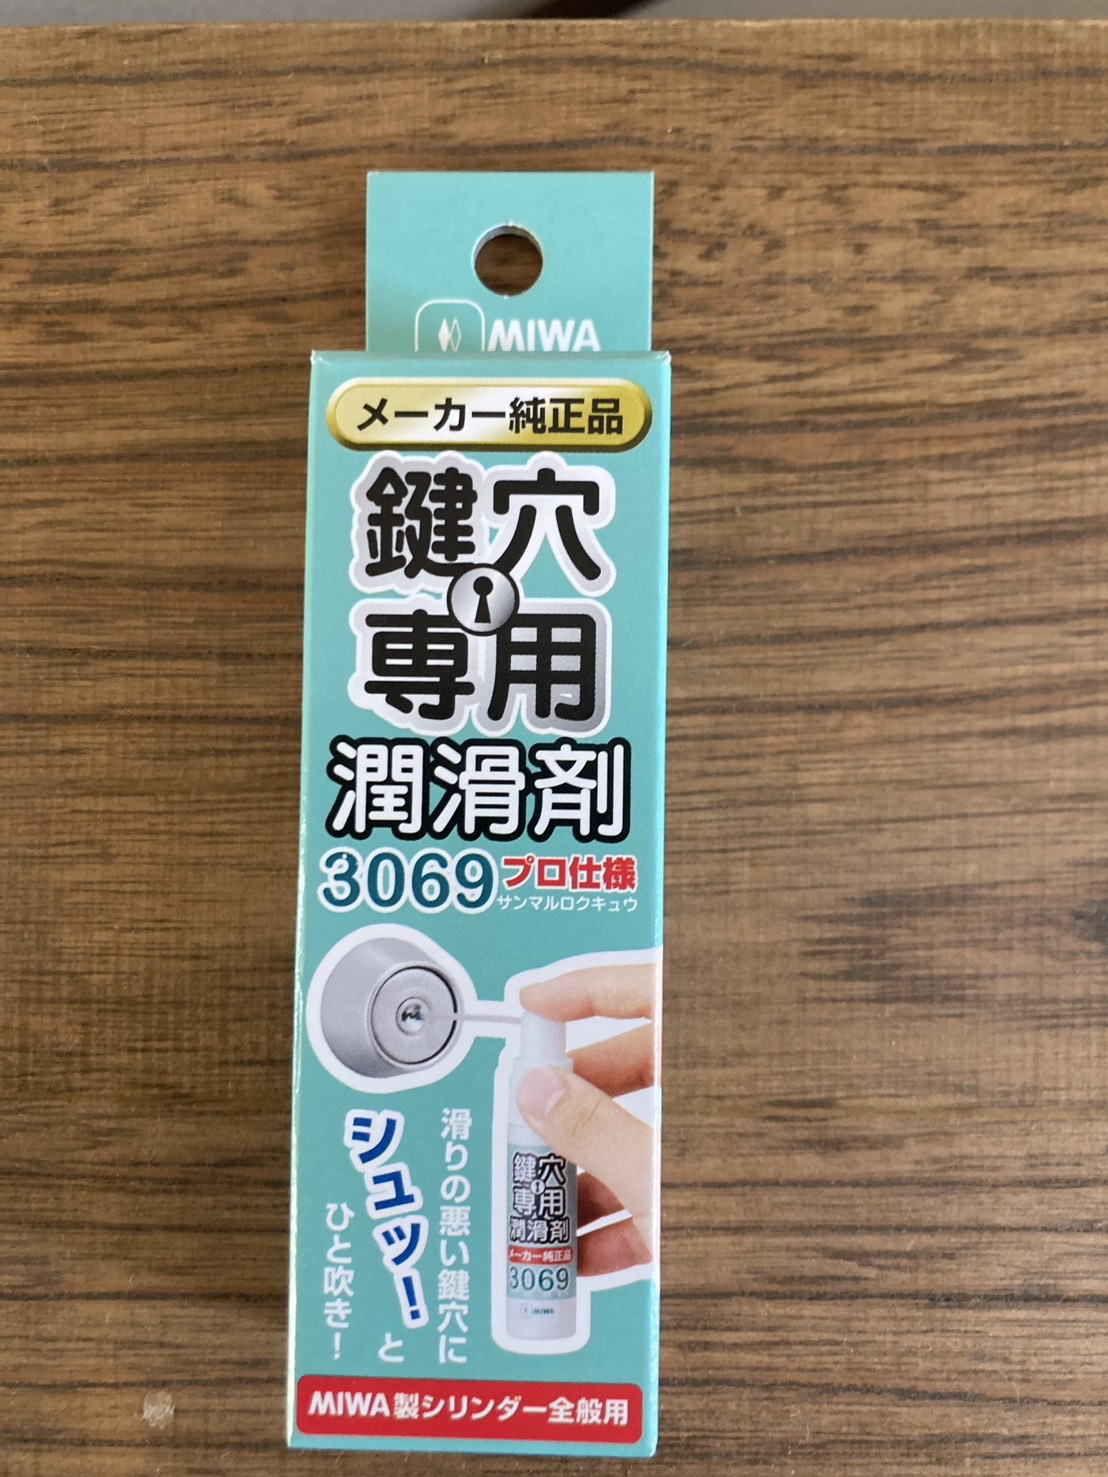 MIWA
メーカー純正品
鍵穴
専用
潤滑剤
3069 プロ仕様
サンマルロクキュウ
滑りの悪い鍵穴に
シュッ！と
ひと吹き！
鍵穴
専用
潤滑剤
メーカー純正品
3069
MIWA
MIWA製シリンダー全般用